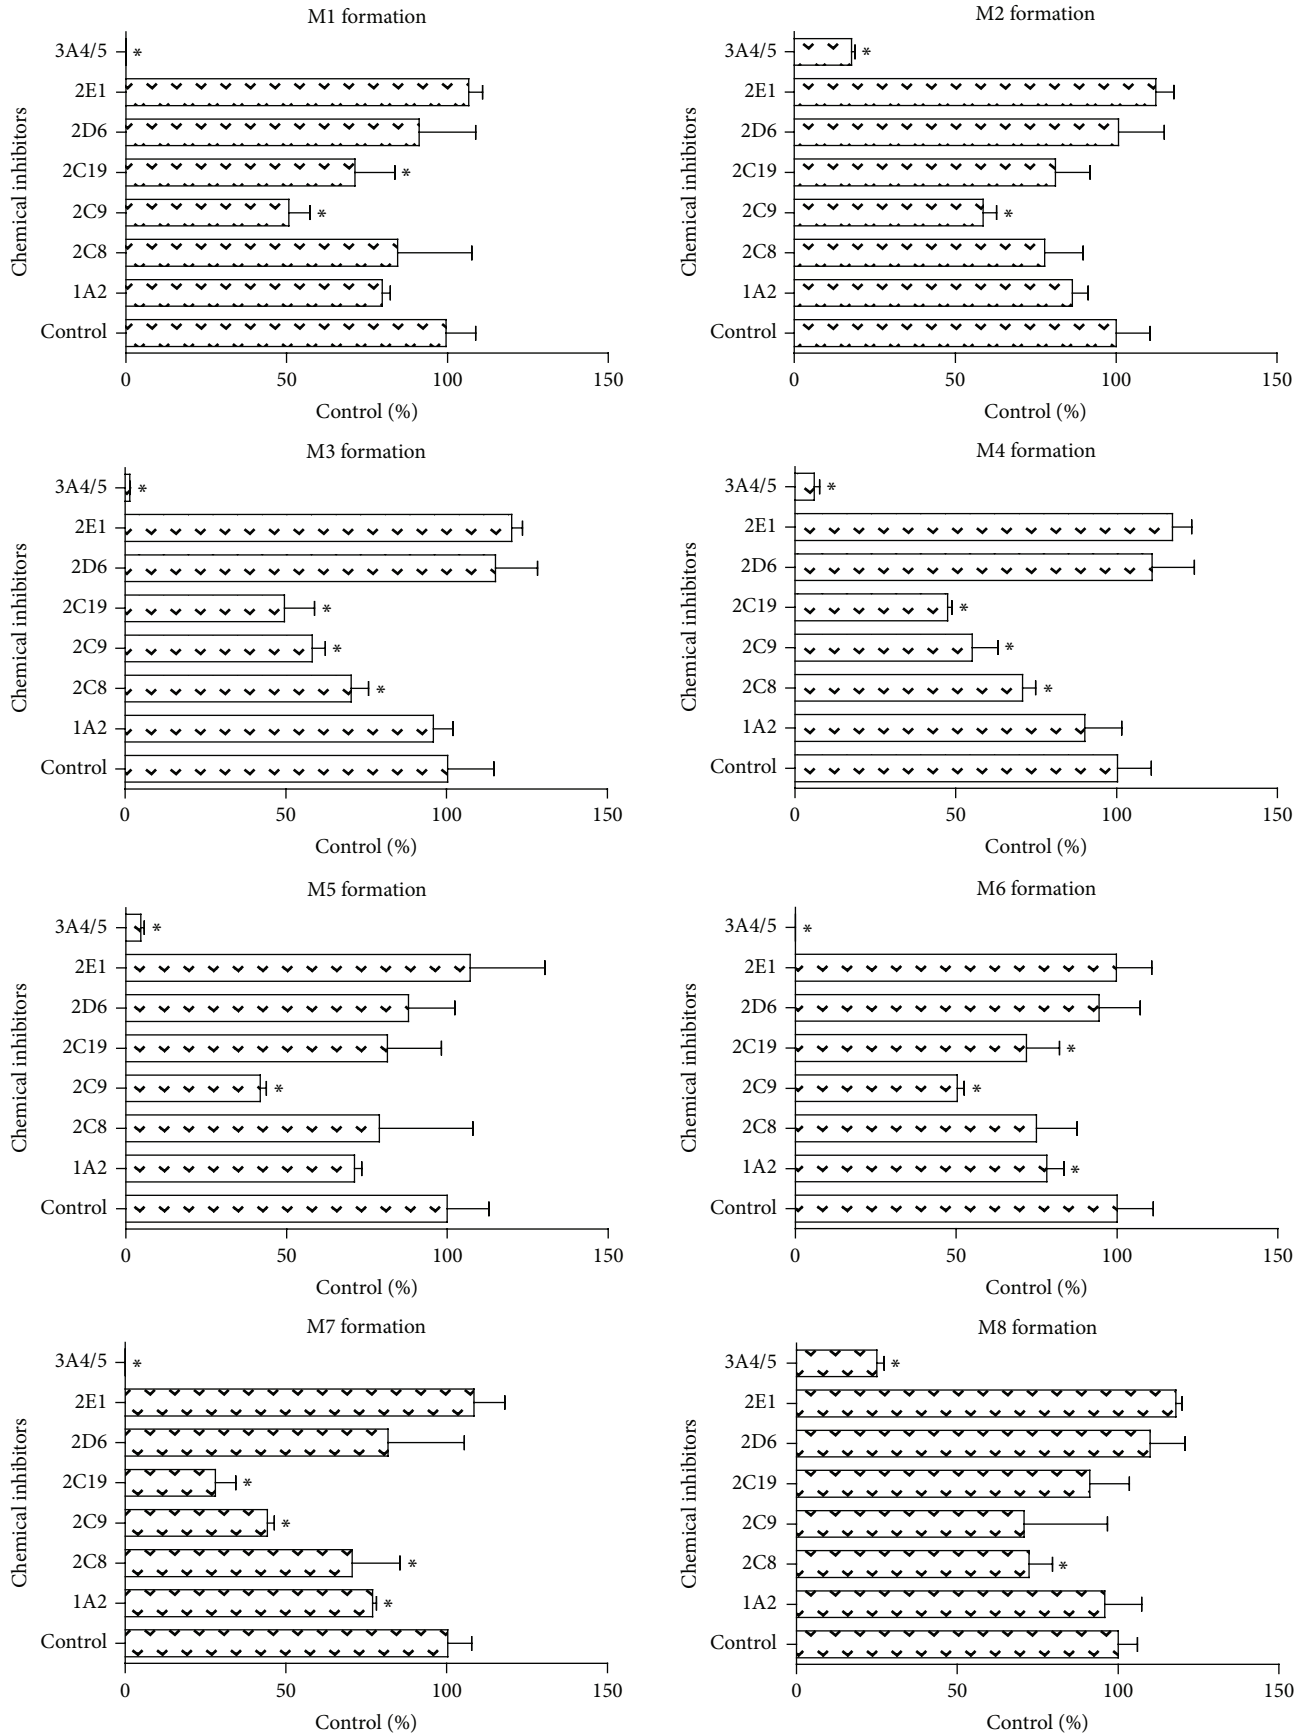 M1 formation
3A4/5 *
2E1
2D6
2C19 *
2C9 *
2C8
1A2
Control
0 50 100 150
Control (%)
Chemical inhibitors
M2 formation
3A4/5 *
2E1
2D6
2C19
2C9 *
2C8
1A2
Control
0 50 100 150
Control (%)
Chemical inhibitors
M3 formation
3A4/5 *
2E1
2D6
2C19 *
2C9 *
2C8 *
1A2
Control
0 50 100 150
Control (%)
Chemical inhibitors
M4 formation
3A4/5 *
2E1
2D6
2C19 *
2C9 *
2C8 *
1A2
Control
0 50 100 150
Control (%)
Chemical inhibitors
M5 formation
3A4/5 *
2E1
2D6
2C19
2C9 *
2C8
1A2
Control
0 50 100 150
Control (%)
Chemical inhibitors
M6 formation
3A4/5 *
2E1
2D6
2C19 *
2C9 *
2C8
1A2 *
Control
0 50 100 150
Control (%)
Chemical inhibitors
M7 formation
3A4/5 *
2E1
2D6
2C19 *
2C9 *
2C8 *
1A2 *
Control
0 50 100 150
Control (%)
Chemical inhibitors
M8 formation
3A4/5 *
2E1
2D6
2C19
2C9
2C8 *
1A2
Control
0 50 100 150
Control (%)
Chemical inhibitors